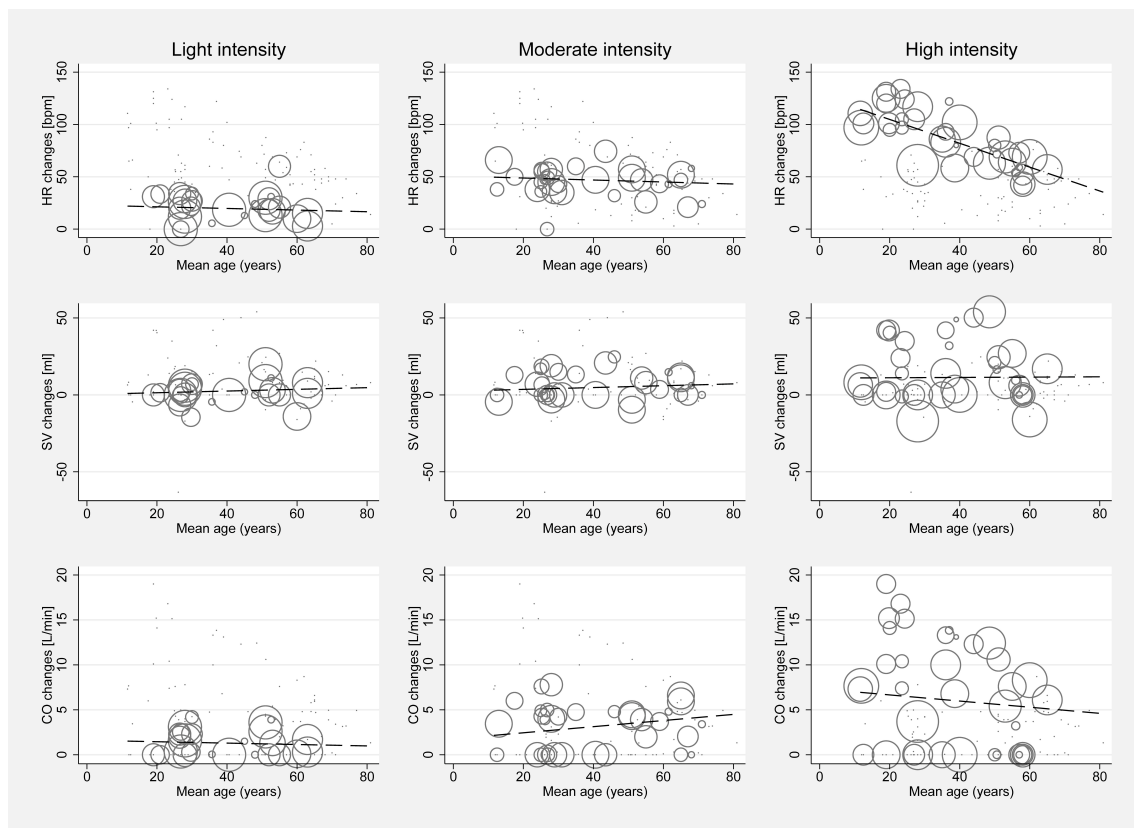 Light intensity
Moderate intensity
High intensity
HR changes [bpm]
150
100
50
0
0 20 40 60 80
Mean age (years)
HR changes [bpm]
150
100
50
0
0 20 40 60 80
Mean age (years)
HR changes [bpm]
150
100
50
0
0 20 40 60 80
Mean age (years)
SV changes [ml]
50
0
-50
0 20 40 60 80
Mean age (years)
SV changes [ml]
50
0
-50
0 20 40 60 80
Mean age (years)
SV changes [ml]
50
0
-50
0 20 40 60 80
Mean age (years)
CO changes [L/min]
20
15
10
5
0
0 20 40 60 80
Mean age (years)
CO changes [L/min]
20
15
10
5
0
0 20 40 60 80
Mean age (years)
CO changes [L/min]
20
15
10
5
0
0 20 40 60 80
Mean age (years)